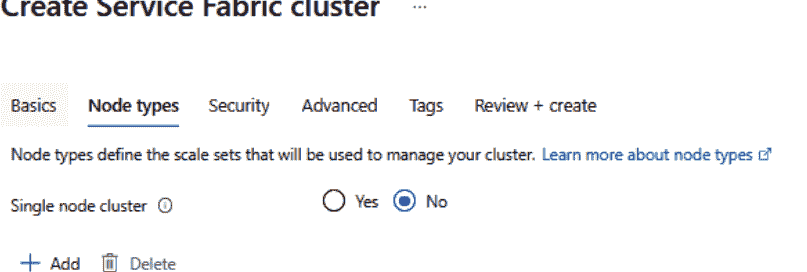 Create Service Fabric cluster ...
Basics Node types Security Advanced Tags Review + create
Node types define the scale sets that will be used to manage your cluster. Learn more about node types
Single node cluster Yes No
+ Add Delete